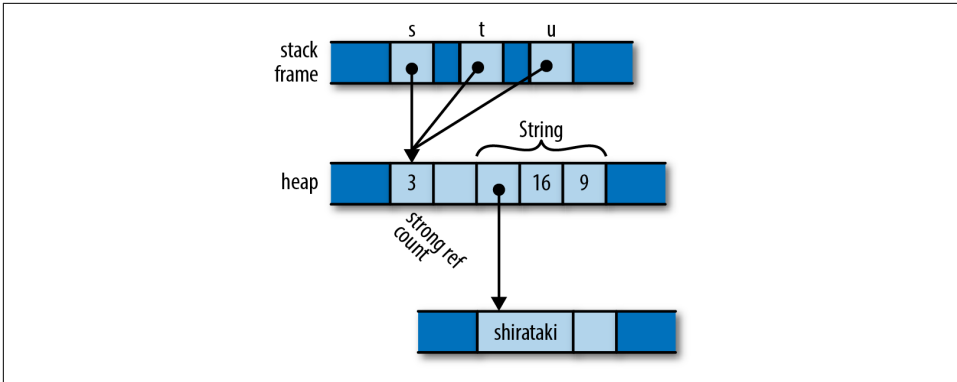 s t u
stack
frame
String
heap 3 16 9
strong ref
count
shirataki